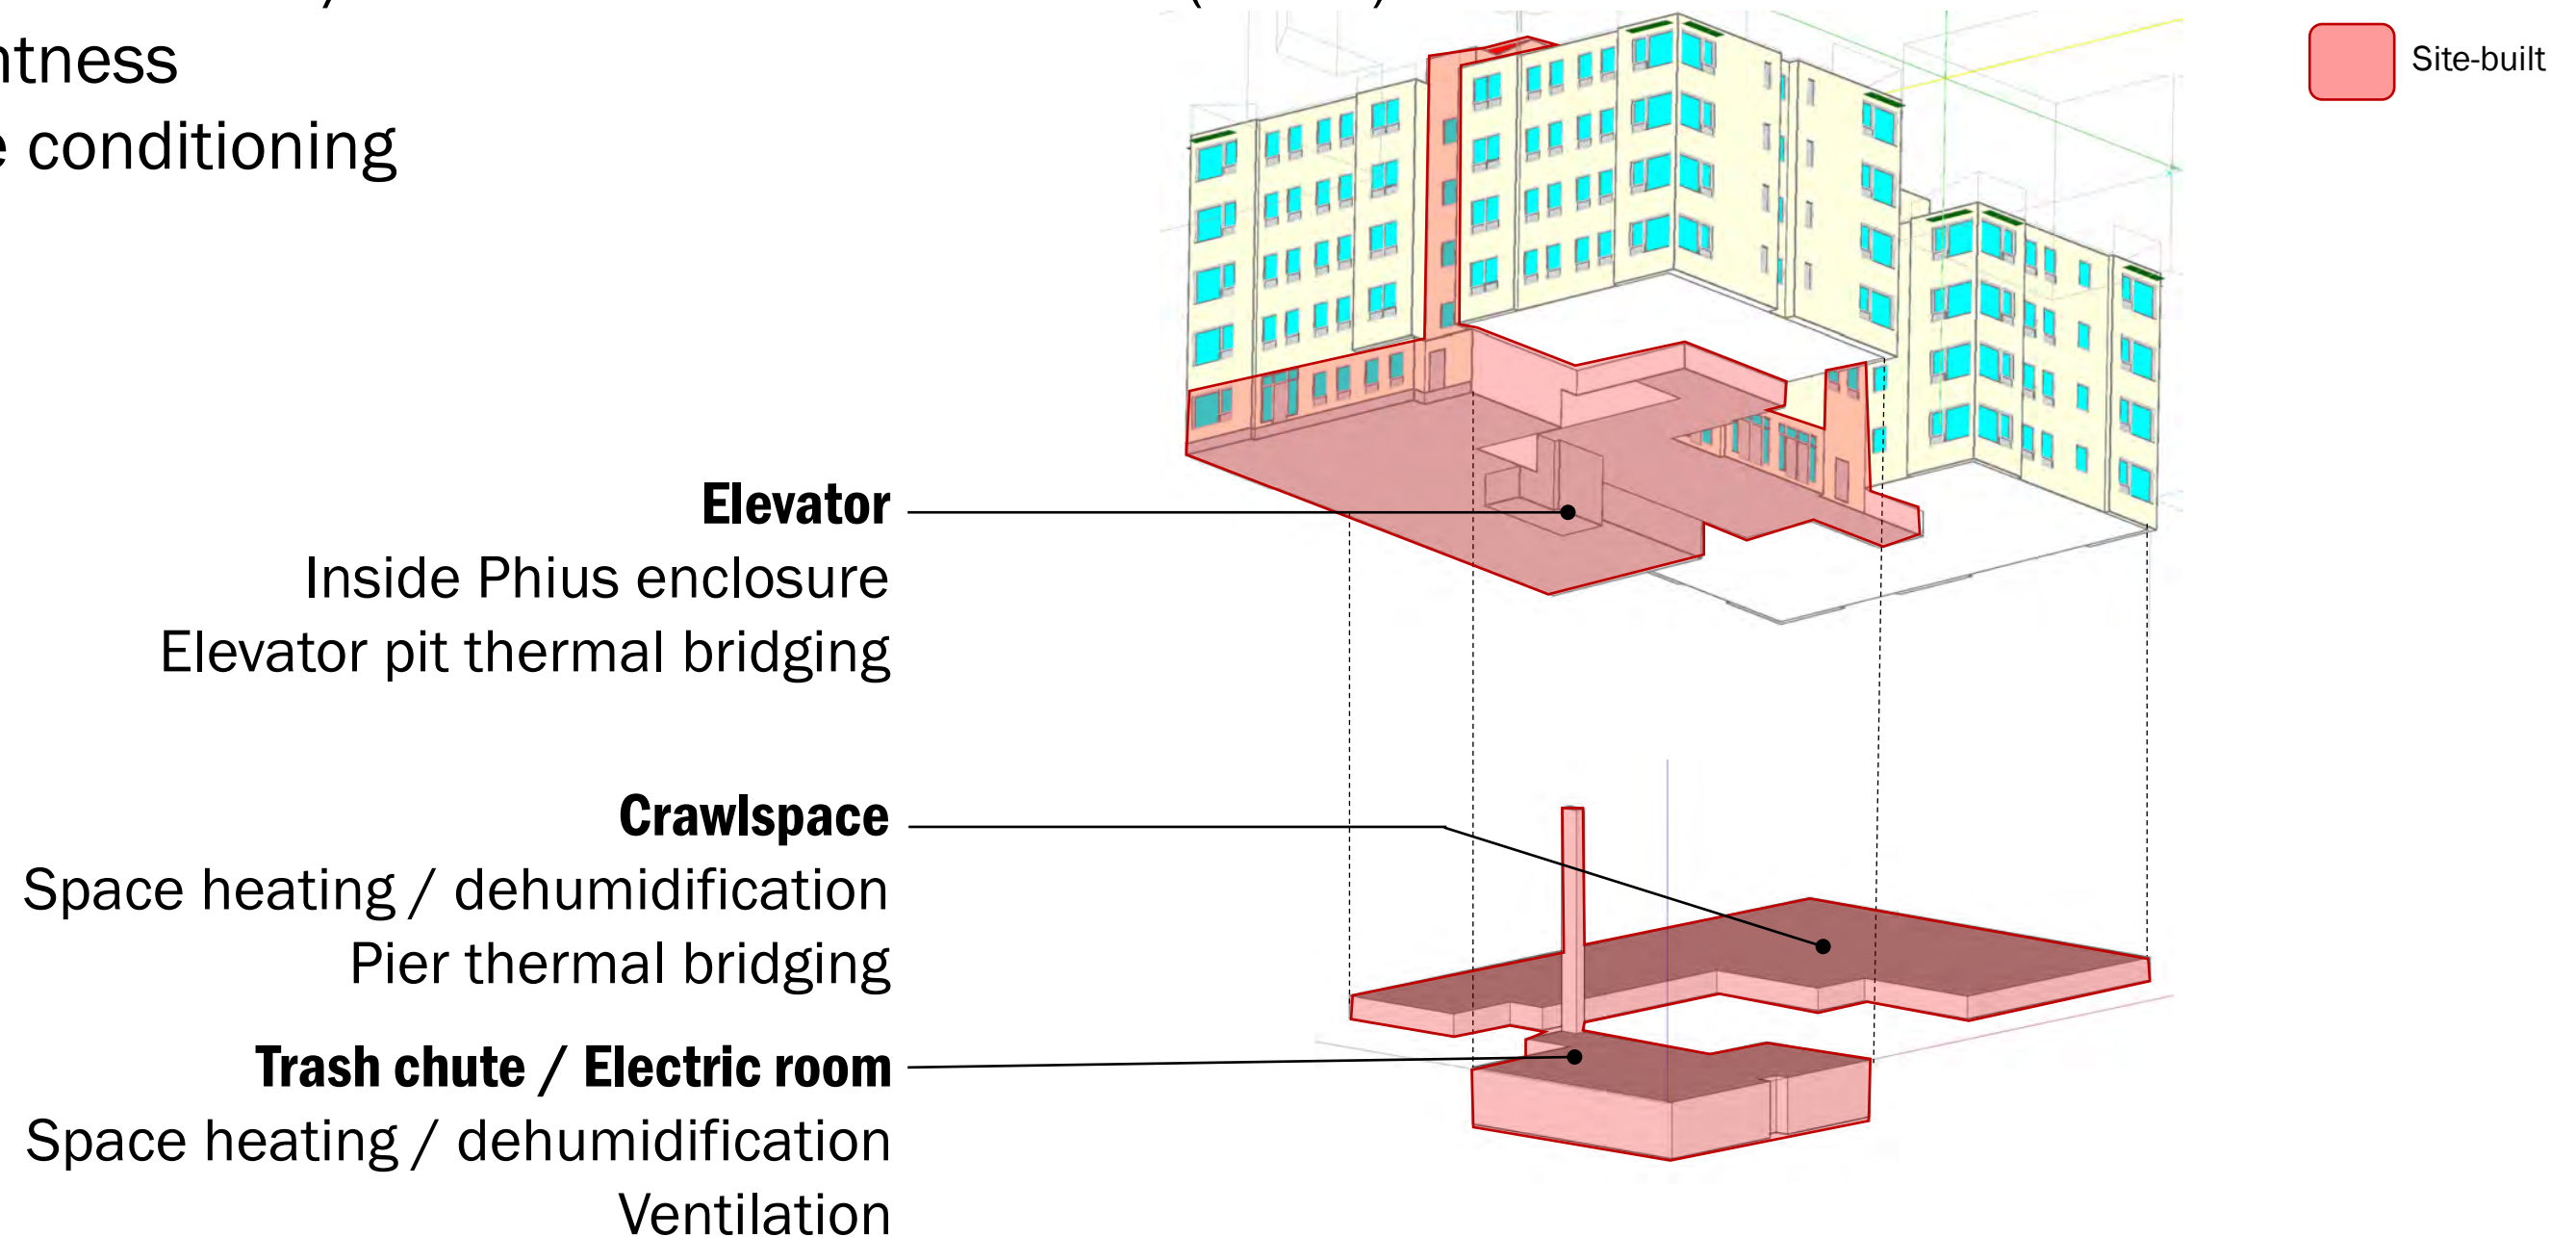 ntness
e conditioning
Site-built
Elevator
Inside Phius enclosure
Elevator pit thermal bridging
Crawlspace
Space heating / dehumidification
Pier thermal bridging
Trash chute / Electric room
Space heating / dehumidification
Ventilation